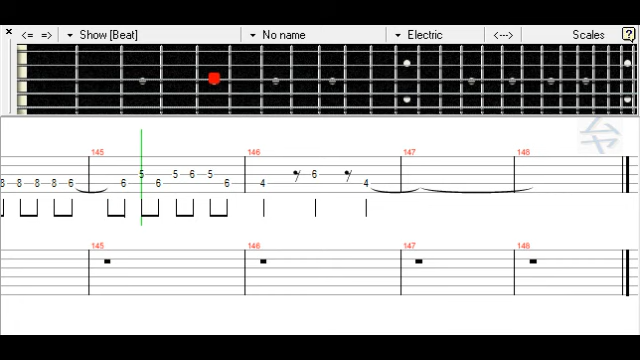 × <= => ▾ Show [Beat] ▾ No name ▾ Electric <---> Scales ?
145 146 147 148
5 5 6 5 6
8 8 8 8 6 6 6 6 4 4
145 146 147 148